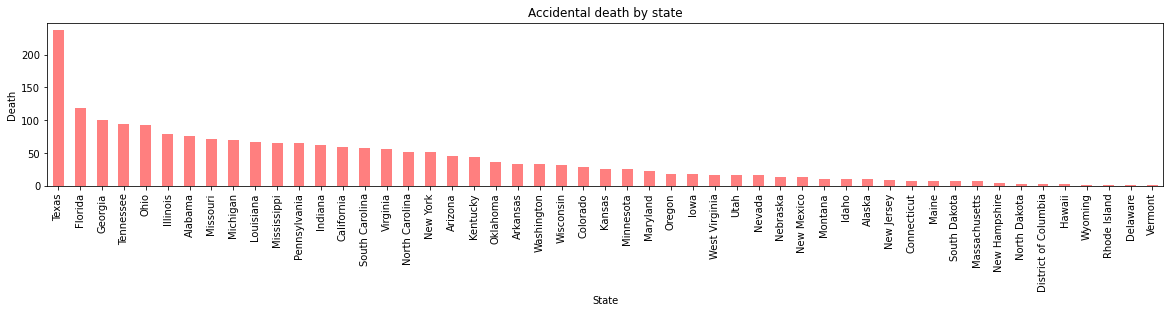 Accidental death by state
Death
200
150
100
50
0
Texas
Florida
Georgia
Tennessee
Ohio
Illinois
Alabama
Missouri
Michigan
Louisiana
Mississippi
Pennsylvania
Indiana
California
South Carolina
Virginia
North Carolina
New York
Arizona
Kentucky
Oklahoma
Arkansas
Washington
Wisconsin
Colorado
Kansas
Minnesota
Maryland
Oregon
Iowa
West Virginia
Utah
Nevada
Nebraska
New Mexico
Montana
Idaho
Alaska
New Jersey
Connecticut
Maine
South Dakota
Massachusetts
New Hampshire
North Dakota
District of Columbia
Hawaii
Wyoming
Rhode Island
Delaware
Vermont
State